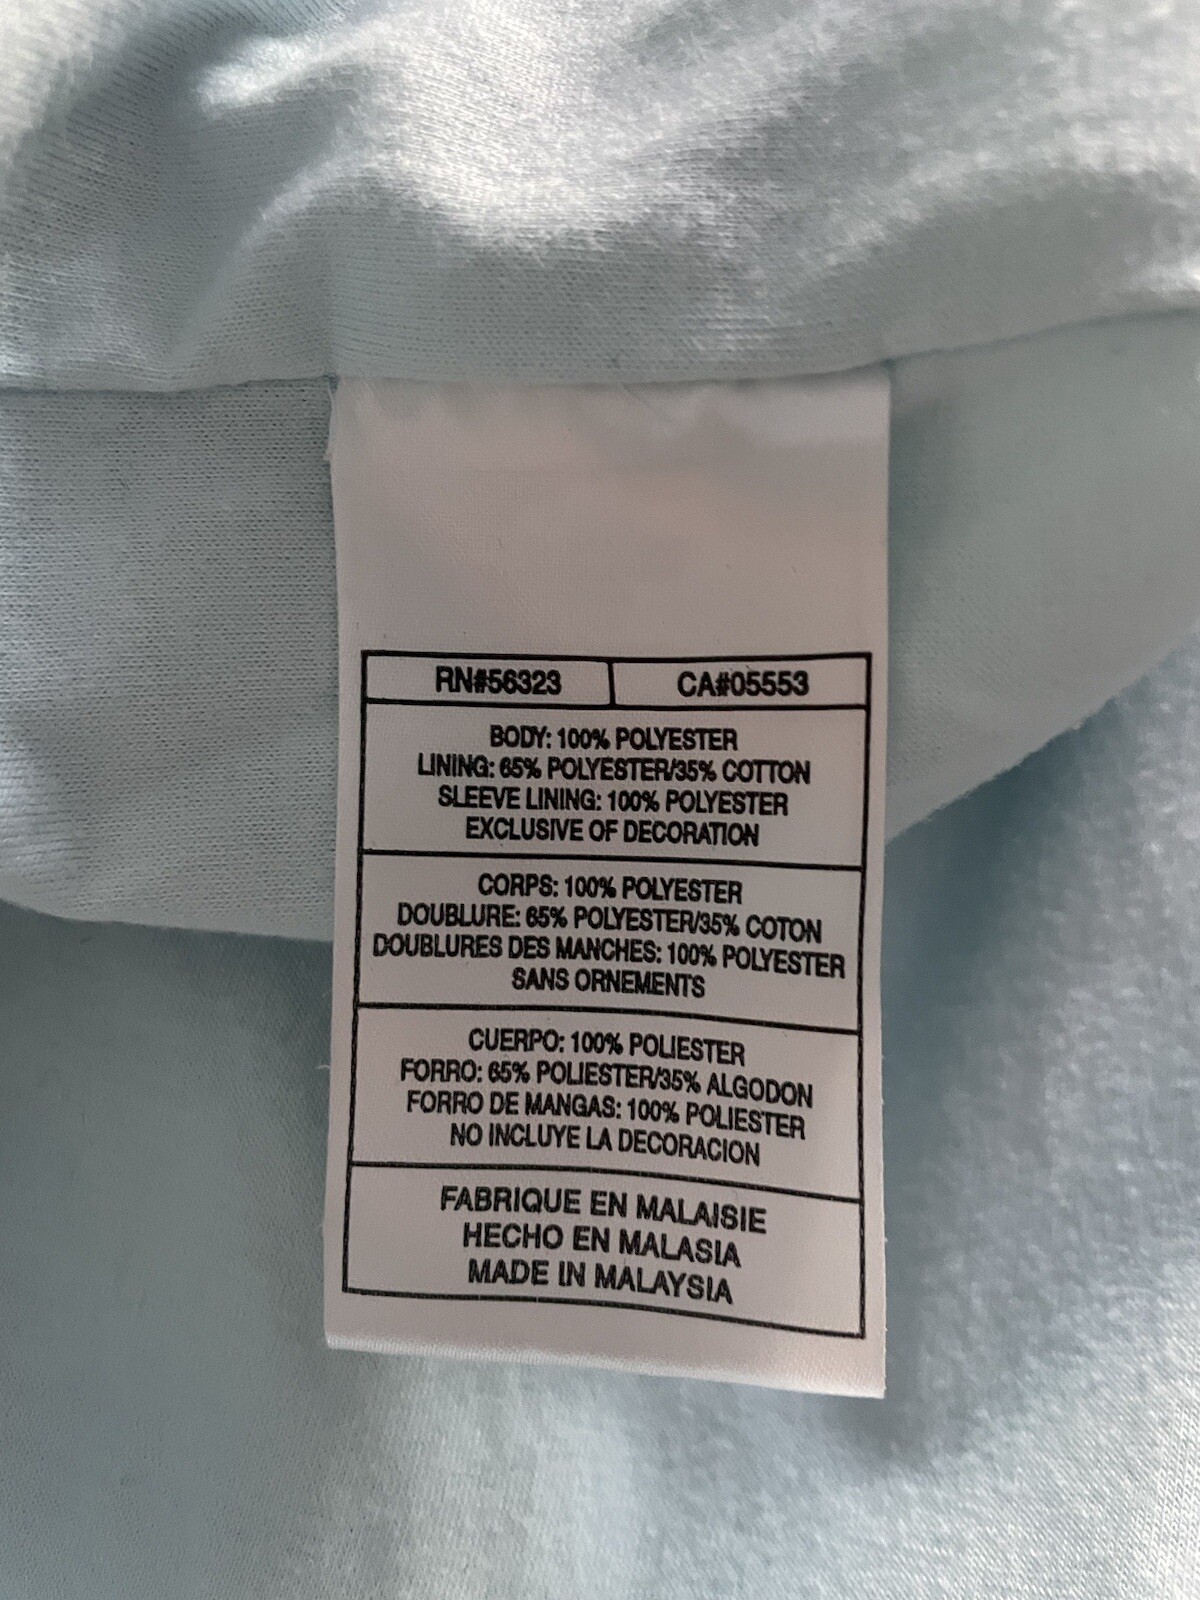 RN#56323 CA#05553
BODY: 100% POLYESTER
LINING: 65% POLYESTER/35% COTTON
SLEEVE LINING: 100% POLYESTER
EXCLUSIVE OF DECORATION
CORPS: 100% POLYESTER
DOUBLURE: 65% POLYESTER/35% COTON
DOUBLURES DES MANCHES: 100% POLYESTER
SANS ORNEMENTS
CUERPO: 100% POLIESTER
FORRO: 65% POLIESTER/35% ALGODON
FORRO DE MANGAS: 100% POLIESTER
NO INCLUYE LA DECORACION
FABRIQUE EN MALAISIE
HECHO EN MALASIA
MADE IN MALAYSIA